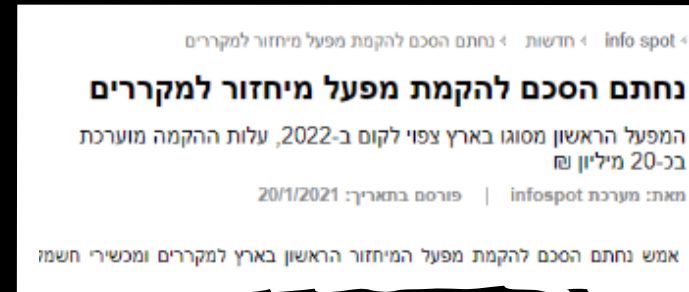 info spot › חדשות › נחתם הסכם להקמת מפעל מיחזור למקררים
נחתם הסכם להקמת מפעל מיחזור למקררים
המפעל הראשון מסוגו בארץ צפוי לקום ב-2022, עלות ההקמה מוערכת
בכ-20 מיליון ₪
מאת: מערכת infospot | פורסם בתאריך: 20/1/2021
אמש נחתם הסכם להקמת מפעל המיחזור הראשון בארץ למקררים ומכשירי חשמל